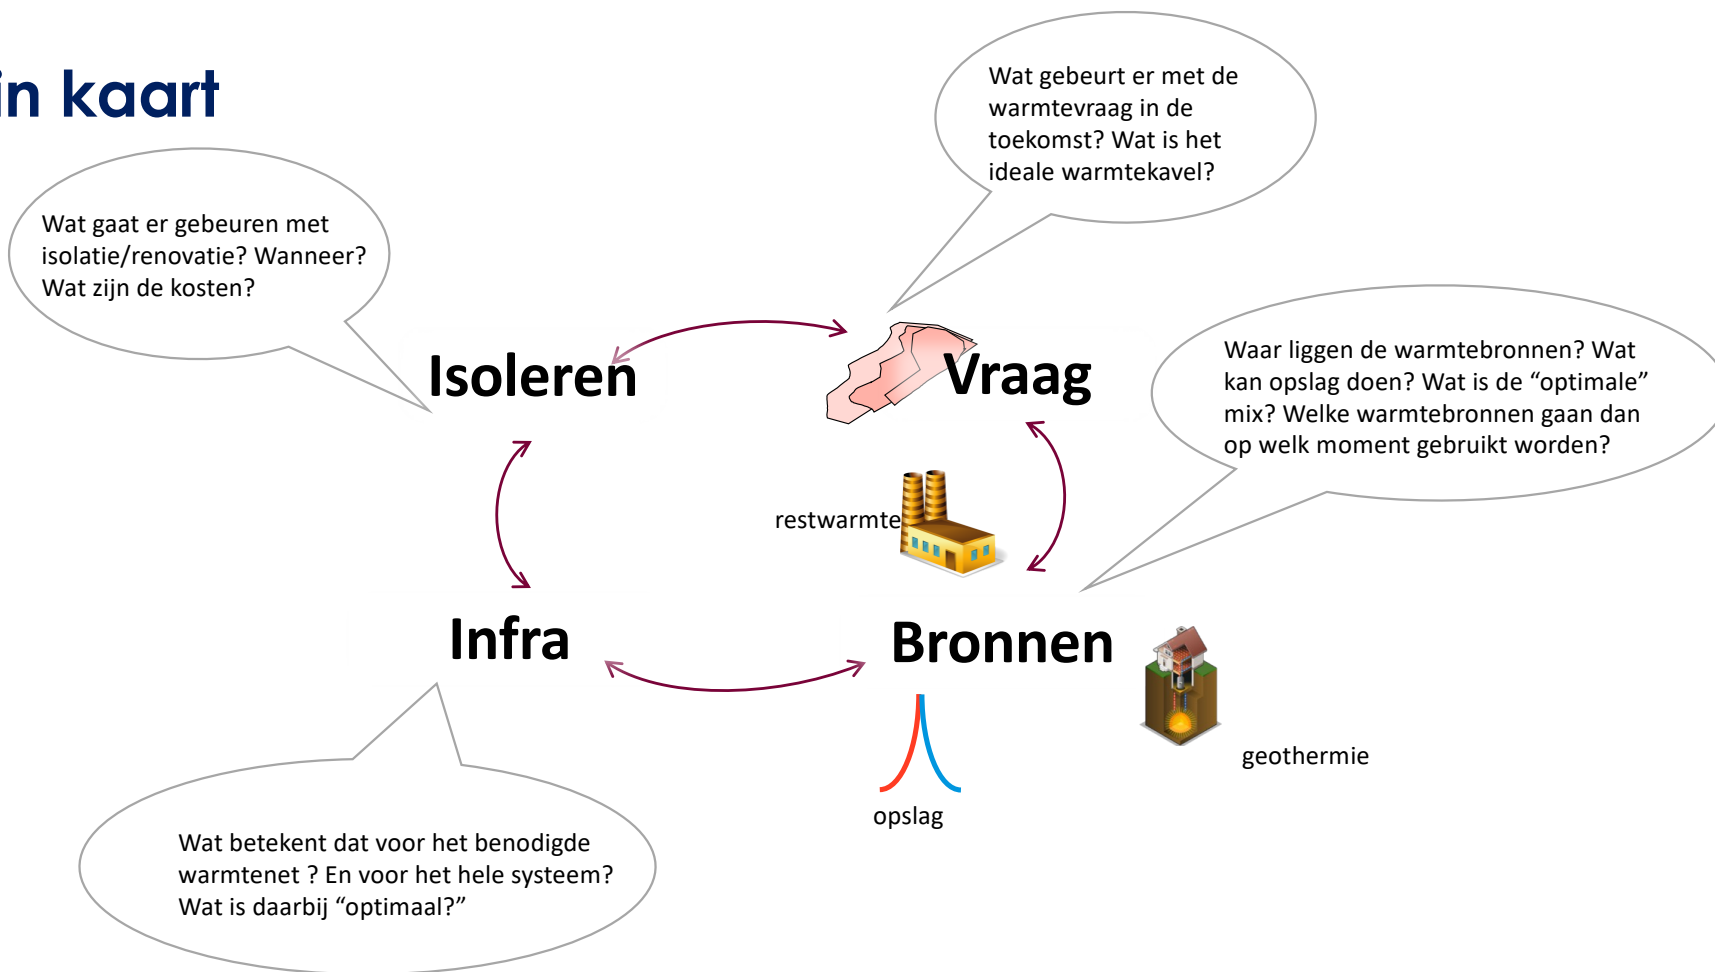 in kaart
Wat gebeurt er met de
warmtevraag in de
toekomst? Wat is het
ideale warmtekavel?
Wat gaat er gebeuren met
isolatie/renovatie? Wanneer?
Wat zijn de kosten?
Isoleren
Vraag
Waar liggen de warmtebronnen? Wat
kan opslag doen? Wat is de “optimale”
mix? Welke warmtebronnen gaan dan
op welk moment gebruikt worden?
restwarmte
Infra
Bronnen
geothermie
opslag
Wat betekent dat voor het benodigde
warmtenet ? En voor het hele systeem?
Wat is daarbij “optimaal?”